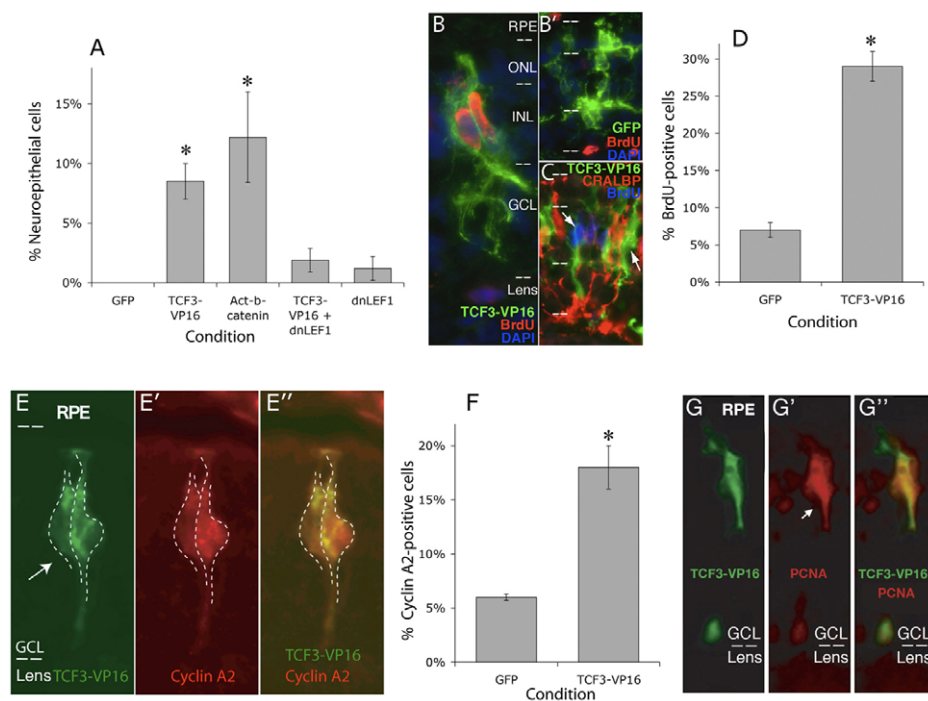 A
% Neuroepithelial cells
15%
10%
5%
0%
*
*
GFP
TCF3-
VP16
Act-b-
catenin
TCF3-
VP16 +
dnLEF1
dnLEF1
Condition
B
RPE
ONL
INL
GCL
Lens
TCF3-VP16
BrdU
DAPI
B'
GFP
BrdU
DAPI
C
TCF3-VP16
CRALBP
BrdU
D
% BrdU-positive cells
30%
25%
20%
15%
10%
5%
0%
*
GFP
TCF3-VP16
Condition
E
RPE
GCL
Lens
TCF3-VP16
E'
Cyclin A2
E''
TCF3-VP16
Cyclin A2
F
% Cyclin A2-positive cells
20%
15%
10%
5%
0%
*
GFP
TCF3-VP16
Condition
G
RPE
TCF3-VP16
GCL
Lens
G'
PCNA
GCL
Lens
G''
TCF3-VP16
PCNA
GCL
Lens